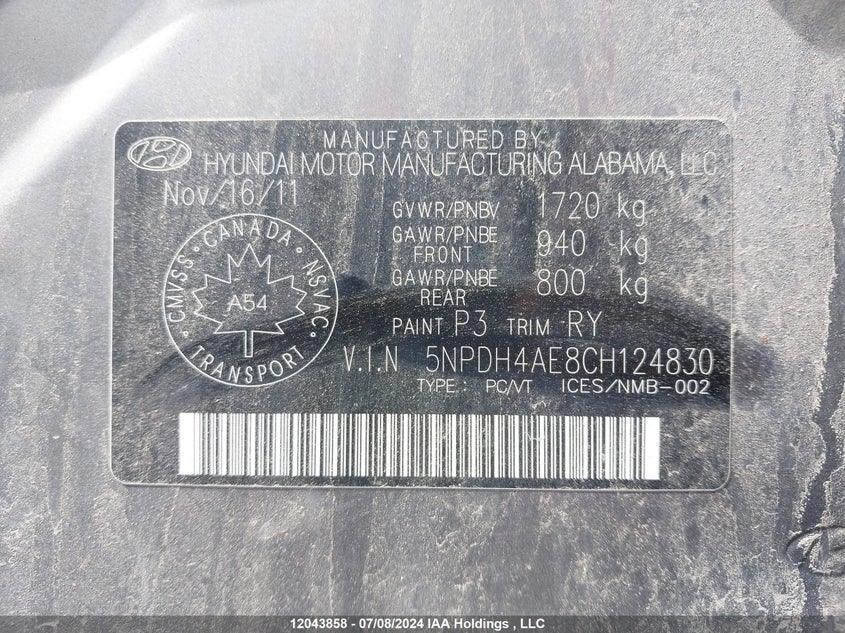 MANUFACTURED BY
HYUNDAI MOTOR MANUFACTURING ALABAMA, LLC
Nov/16/11
GVWR/PNBV 1720 kg
GAWR/PNBE FRONT 940 kg
GAWR/PNBE REAR 800 kg
PAINT P3 TRIM RY
CANADA
CMVSS • NSVAC
A54
TRANSPORT
V.I.N 5NPDH4AE8CH124830
TYPE.: PC/VT ICES/NMB-002
12043858 - 07/08/2024 IAA Holdings , LLC